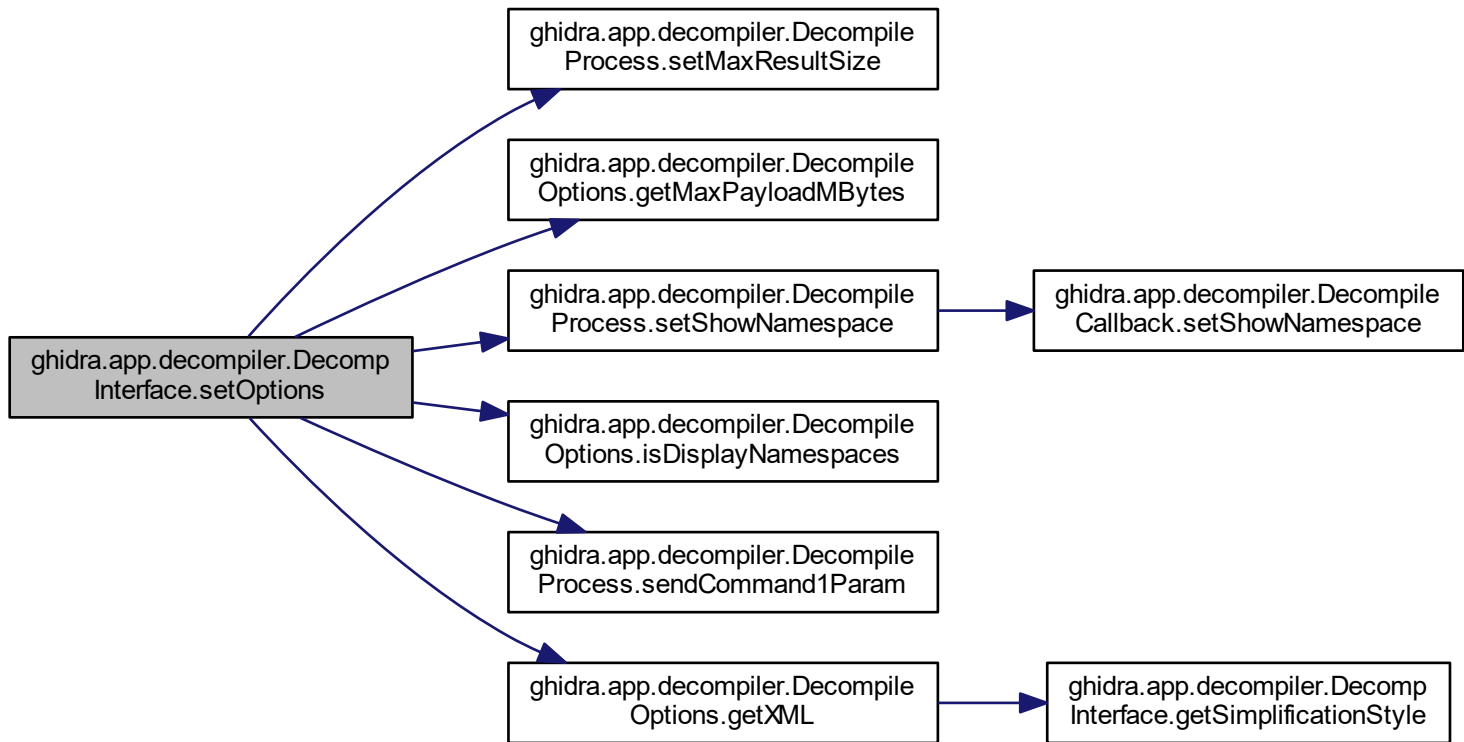 ghidra.app.decompiler.Decompile
Process.setMaxResultSize
ghidra.app.decompiler.Decompile
Options.getMaxPayloadMBytes
ghidra.app.decompiler.Decompile
Process.setShowNamespace
ghidra.app.decompiler.Decompile
Callback.setShowNamespace
ghidra.app.decompiler.Decomp
Interface.setOptions
ghidra.app.decompiler.Decompile
Options.isDisplayNamespaces
ghidra.app.decompiler.Decompile
Process.sendCommand1Param
ghidra.app.decompiler.Decompile
Options.getXML
ghidra.app.decompiler.Decomp
Interface.getSimplificationStyle